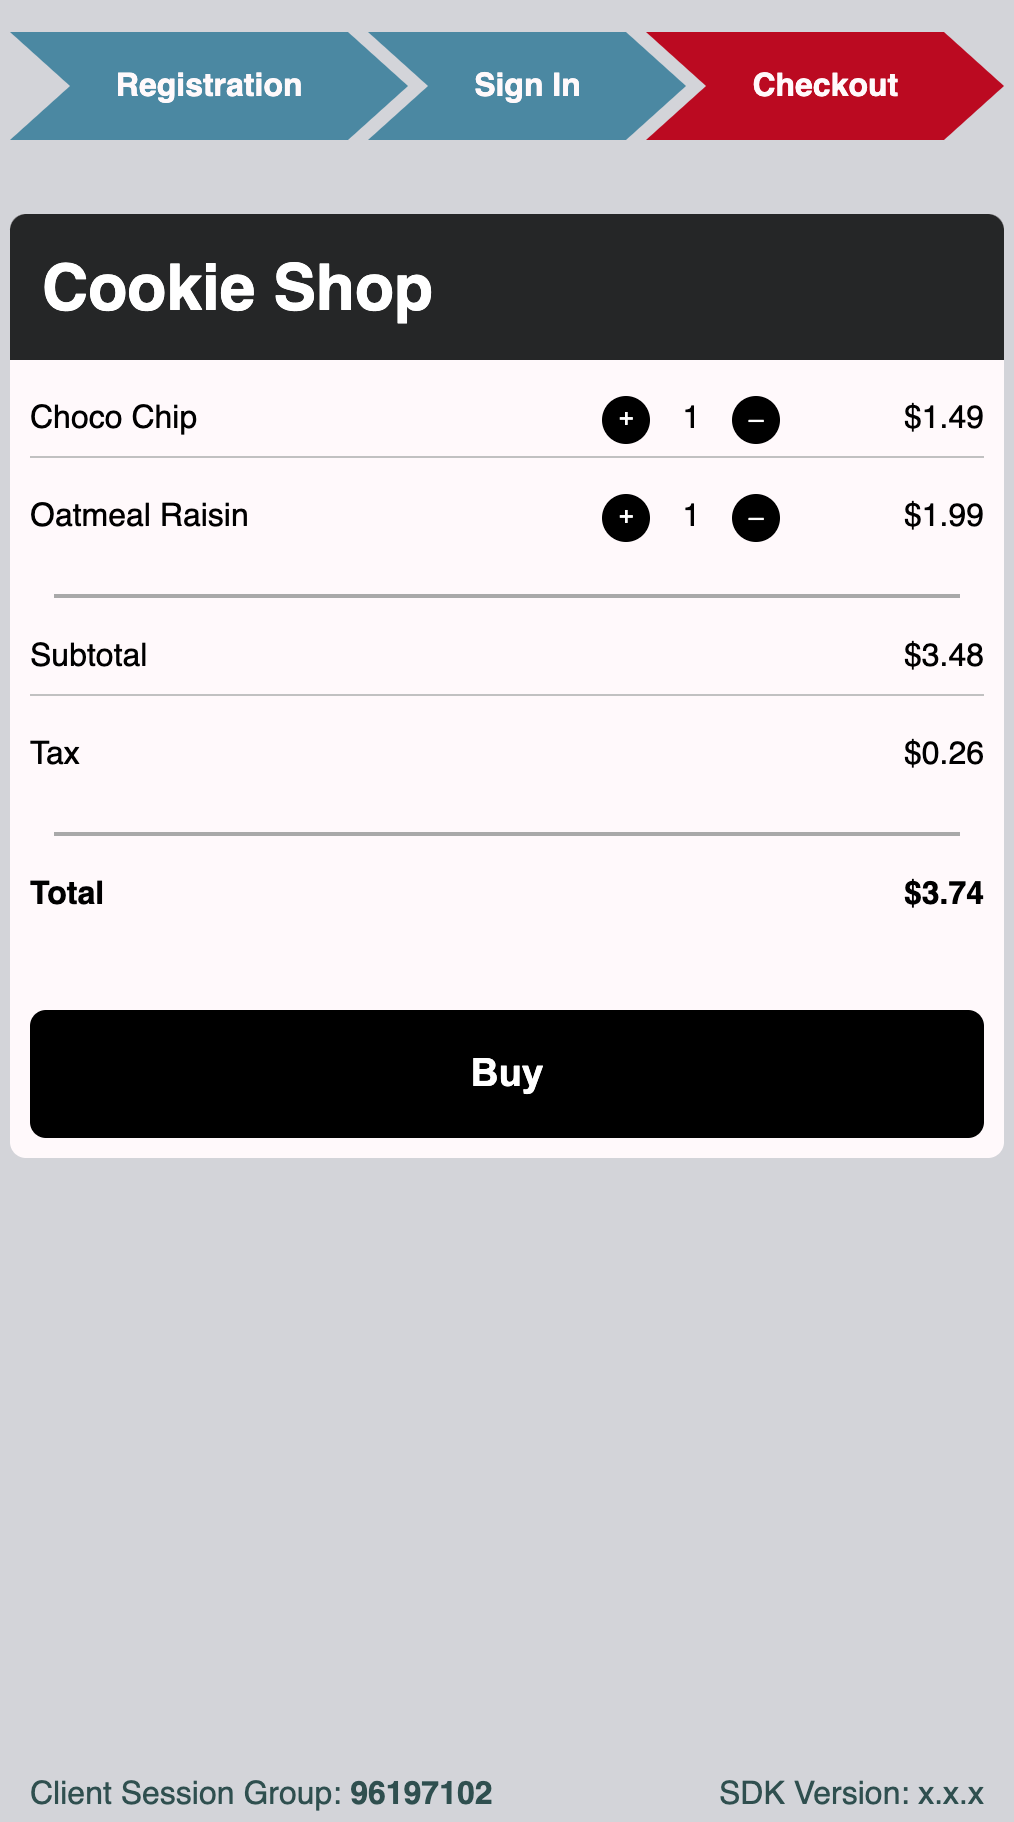 Registration Sign In Checkout
Cookie Shop
Choco Chip + 1 – $1.49
Oatmeal Raisin + 1 – $1.99
Subtotal $3.48
Tax $0.26
Total $3.74
Buy
Client Session Group: 96197102 SDK Version: x.x.x